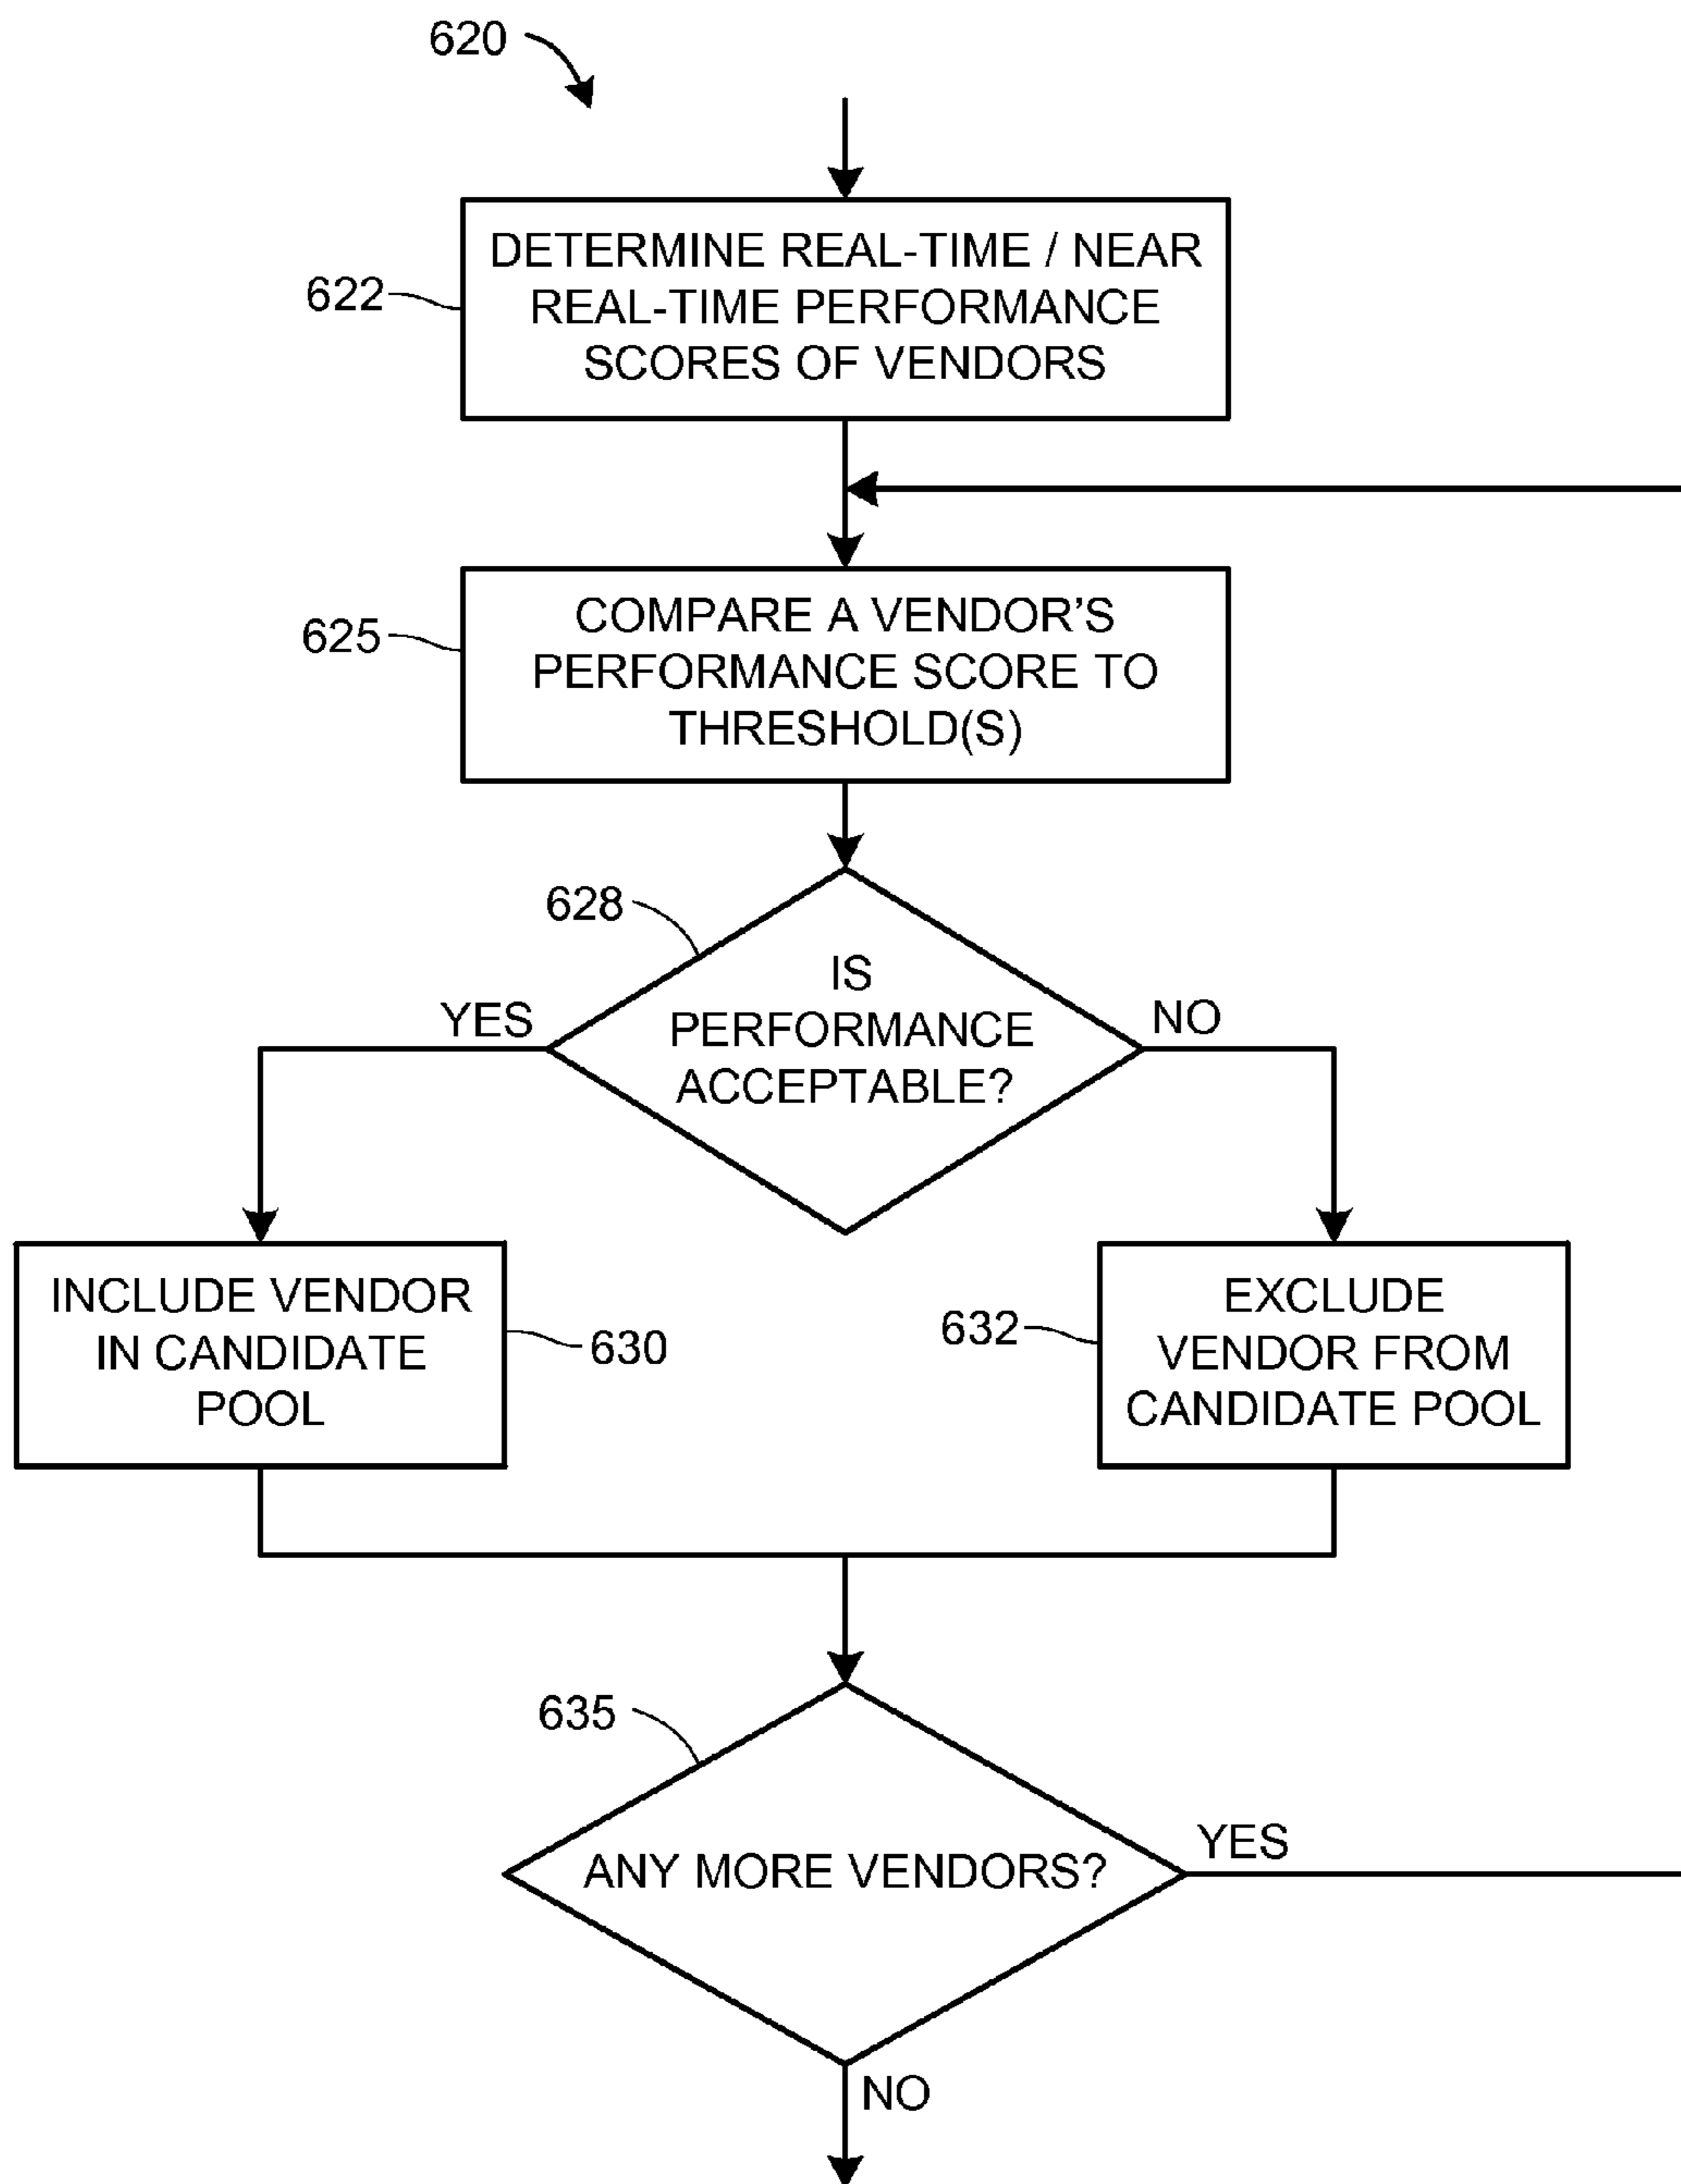 620
DETERMINE REAL-TIME / NEAR
REAL-TIME PERFORMANCE
SCORES OF VENDORS
622
COMPARE A VENDOR’S
PERFORMANCE SCORE TO
THRESHOLD(S)
625
628
IS
PERFORMANCE
ACCEPTABLE?
YES
NO
INCLUDE VENDOR
IN CANDIDATE
POOL
630
632
EXCLUDE
VENDOR FROM
CANDIDATE POOL
635
ANY MORE VENDORS?
YES
NO